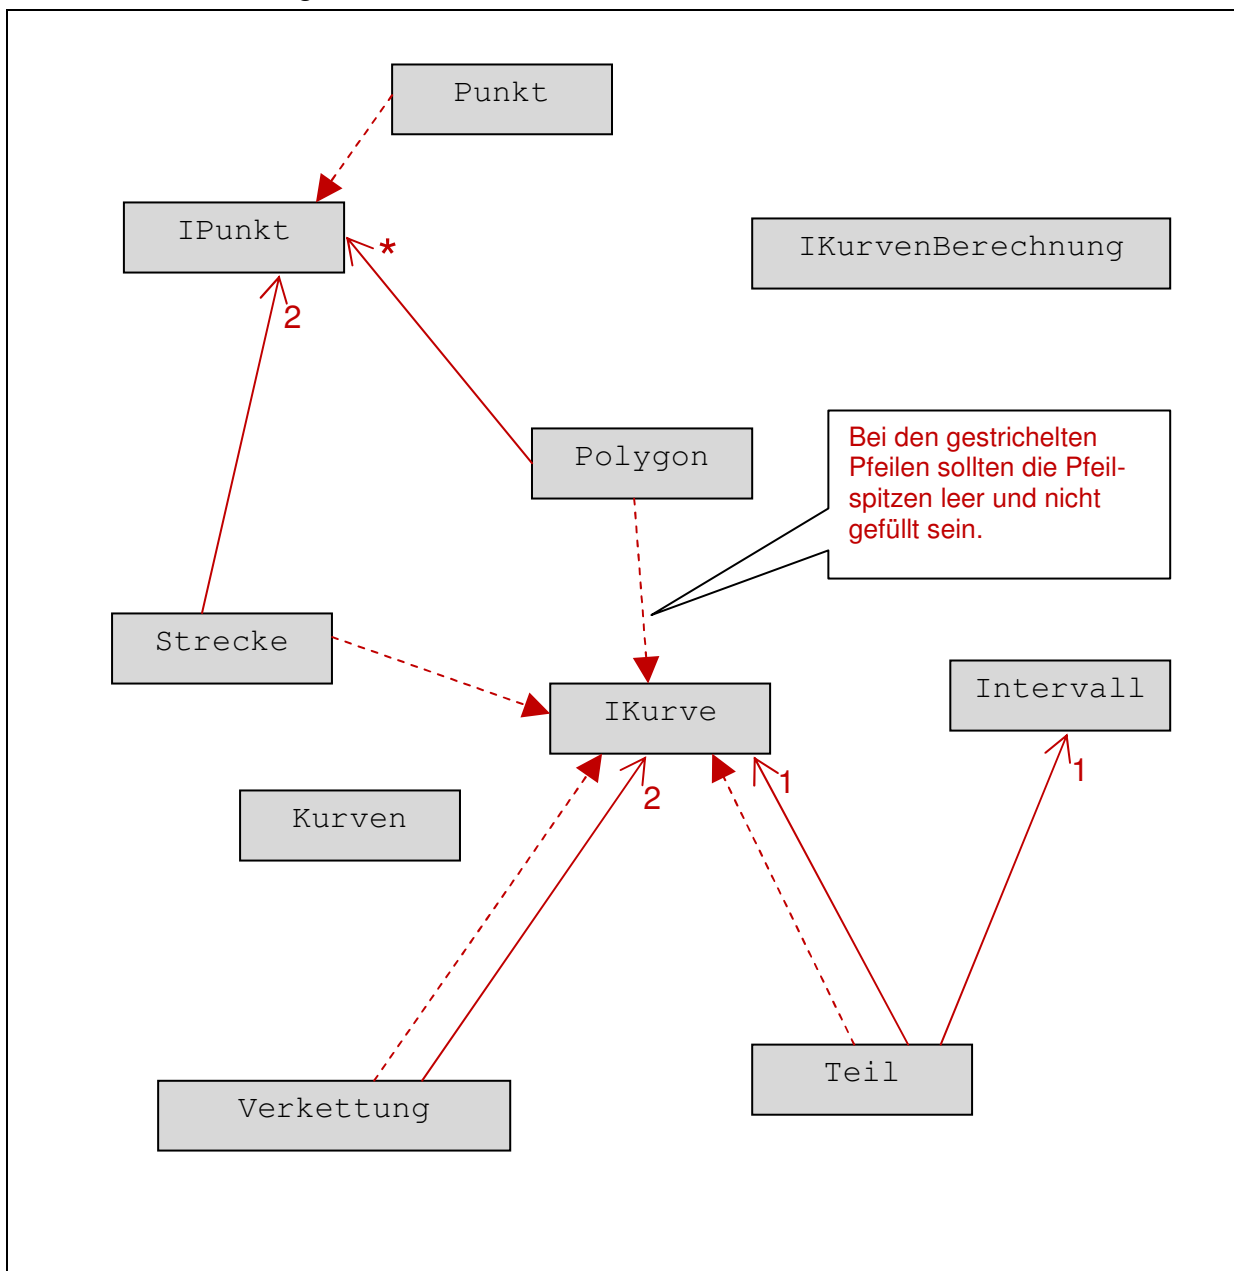 Punkt
IPunkt
*
IKurvenBerechnung
2
Polygon
Bei den gestrichelten
Pfeilen sollten die Pfeil-
spitzen leer und nicht
gefüllt sein.
Strecke
Intervall
IKurve
1
1
2
Kurven
Teil
Verkettung